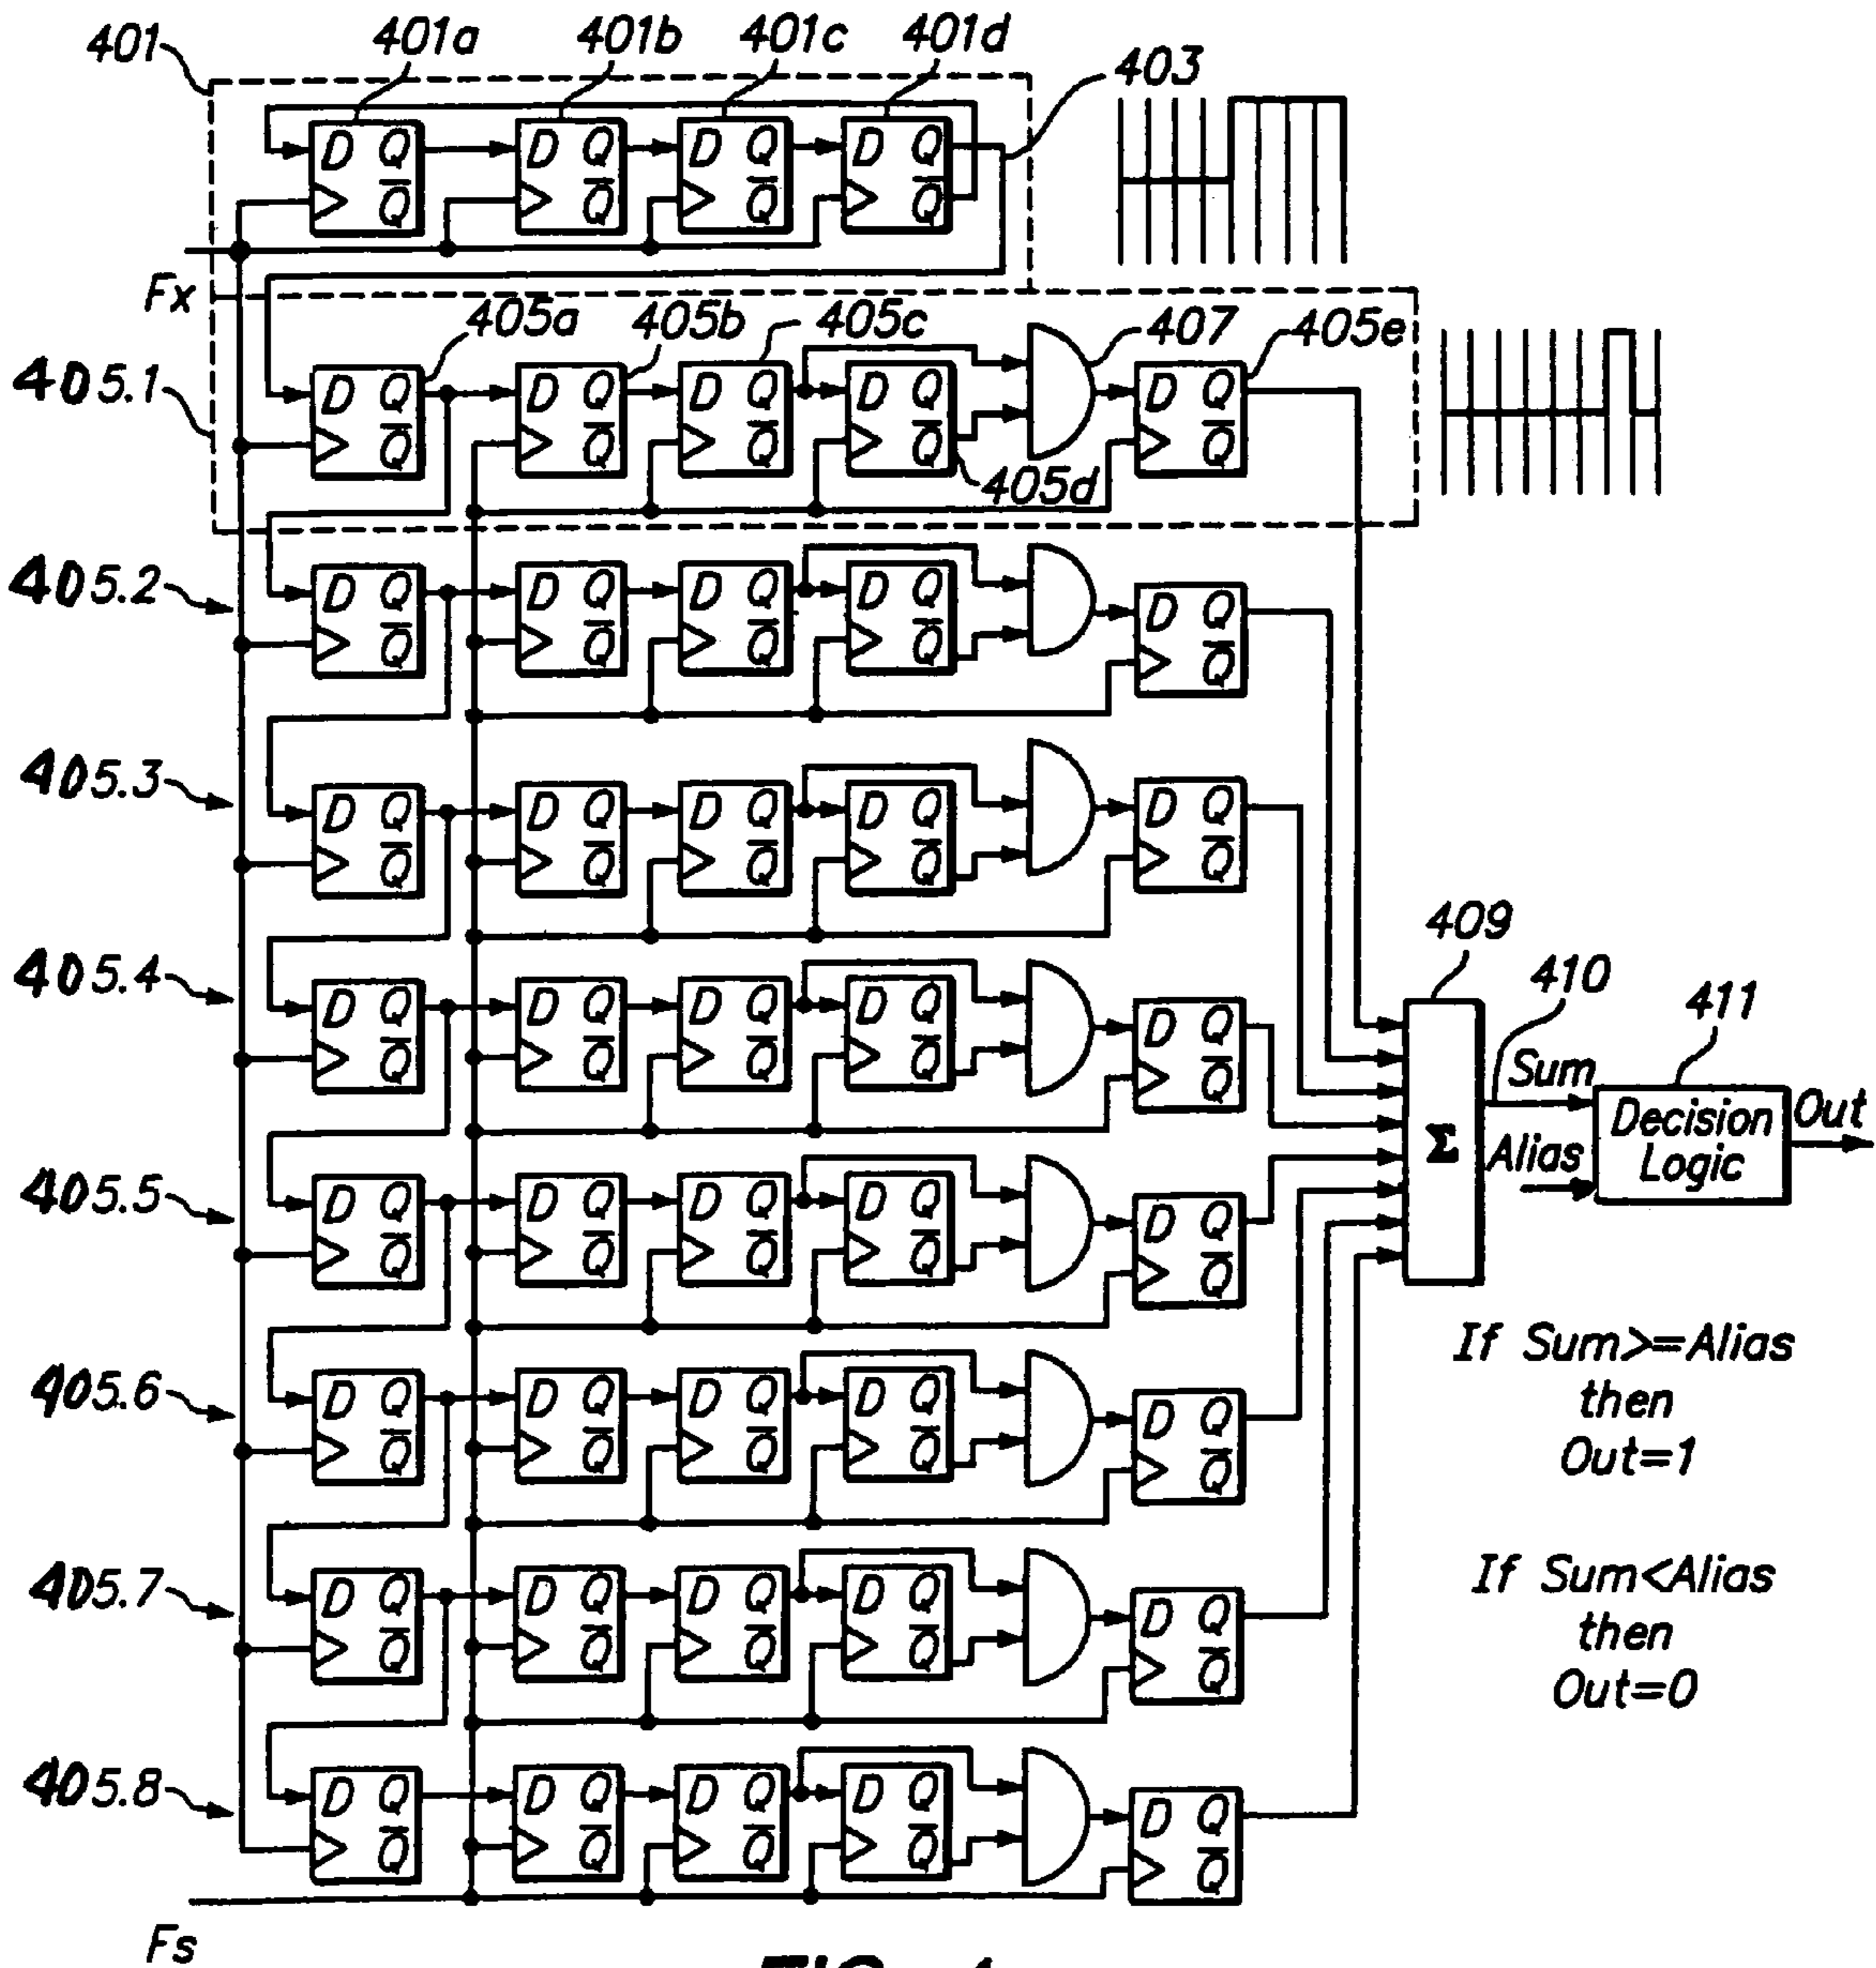 401 401a 401b 401c 401d 403
D Q D Q D Q D Q
Q̅ Q̅ Q̅ Q̅
Fx
405.1 405a 405b 405c 407 405e
D Q D Q D Q D Q D Q
Q̅ Q̅ Q̅ Q̅ Q̅
405d
405.2
D Q D Q D Q D Q D Q
Q̅ Q̅ Q̅ Q̅ Q̅
405.3
D Q D Q D Q D Q D Q
Q̅ Q̅ Q̅ Q̅ Q̅
405.4
D Q D Q D Q D Q D Q
Q̅ Q̅ Q̅ Q̅ Q̅
405.5
D Q D Q D Q D Q D Q
Q̅ Q̅ Q̅ Q̅ Q̅
405.6
D Q D Q D Q D Q D Q
Q̅ Q̅ Q̅ Q̅ Q̅
405.7
D Q D Q D Q D Q D Q
Q̅ Q̅ Q̅ Q̅ Q̅
405.8
D Q D Q D Q D Q D Q
Q̅ Q̅ Q̅ Q̅ Q̅
Fs
409 410 411
Σ
Sum
Alias
Decision
Logic
Out
If Sum>=Alias
then
Out=1
If Sum<Alias
then
Out=0